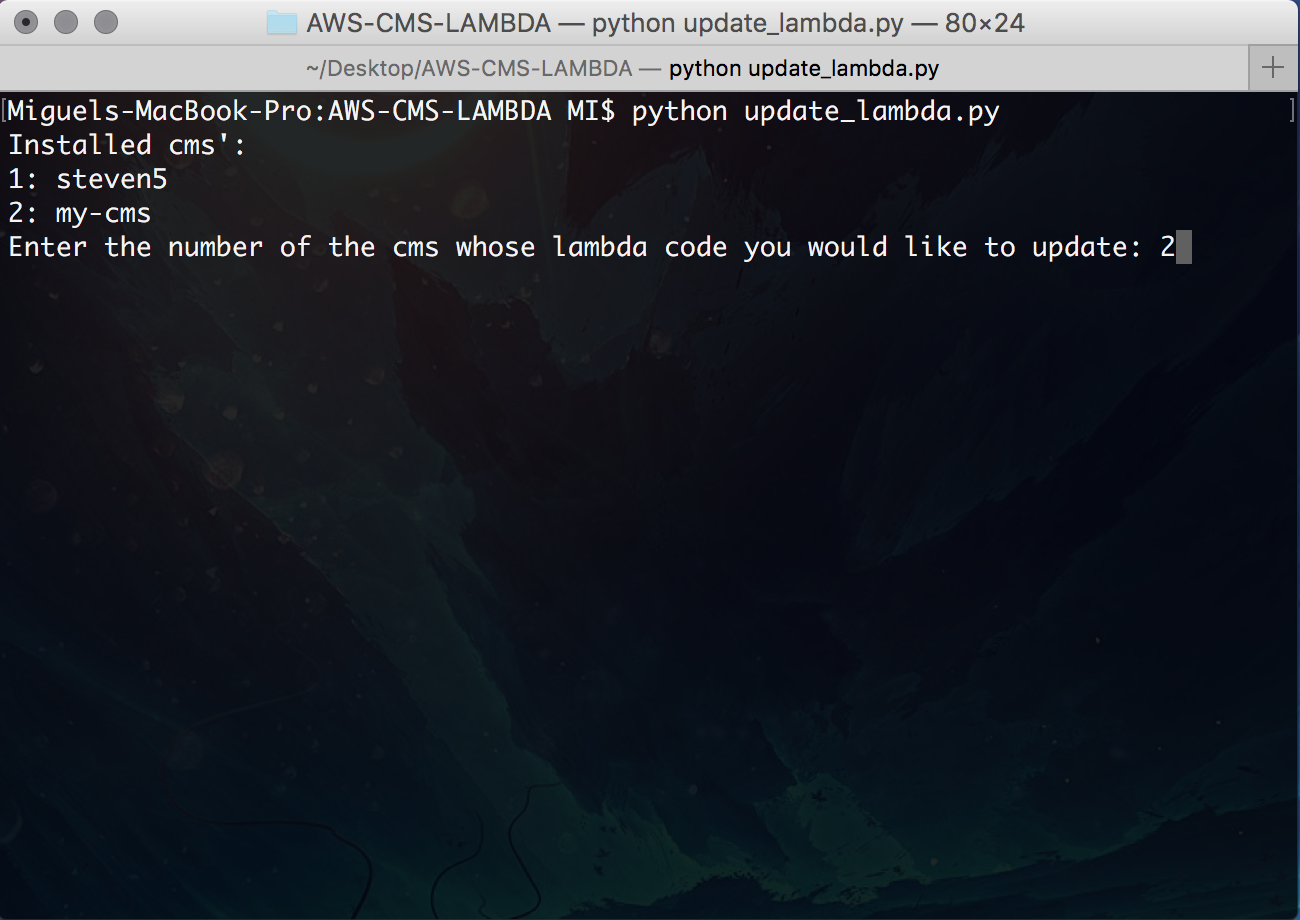 AWS-CMS-LAMBDA — python update_lambda.py — 80×24
~/Desktop/AWS-CMS-LAMBDA — python update_lambda.py
[Miguels-MacBook-Pro:AWS-CMS-LAMBDA MI$ python update_lambda.py ]
Installed cms':
1: steven5
2: my-cms
Enter the number of the cms whose lambda code you would like to update: 2